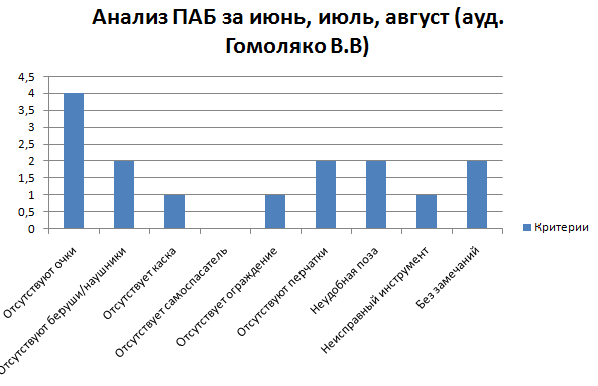 Анализ ПАБ за июнь, июль, август (ауд.
Гомоляко В.В)
4,5
4
3,5
3
2,5
2
1,5
1
0,5
0
Отсутствуют очки
Отсутствуют беруши/наушники
Отсутствует каска
Отсутствует самоспасатель
Отсутствует ограждение
Отсутствуют перчатки
Неудобная поза
Неисправный инструмент
Без замечаний
Критерии